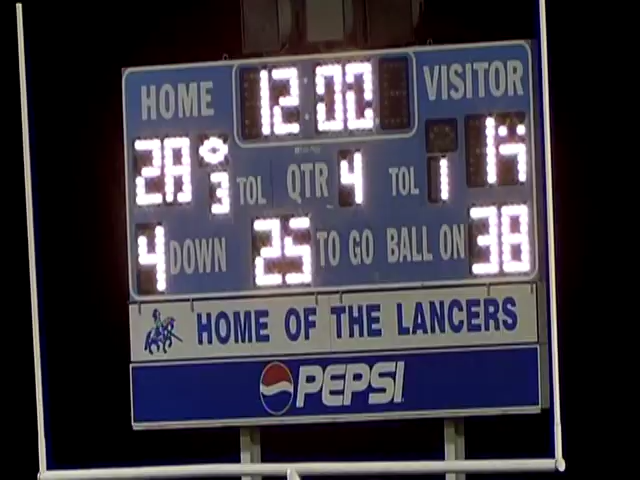 HOME 12:00 VISITOR
28 3 TOL QTR 4 TOL 1 14
4 DOWN 25 TO GO BALL ON 38
HOME OF THE LANCERS
PEPSI